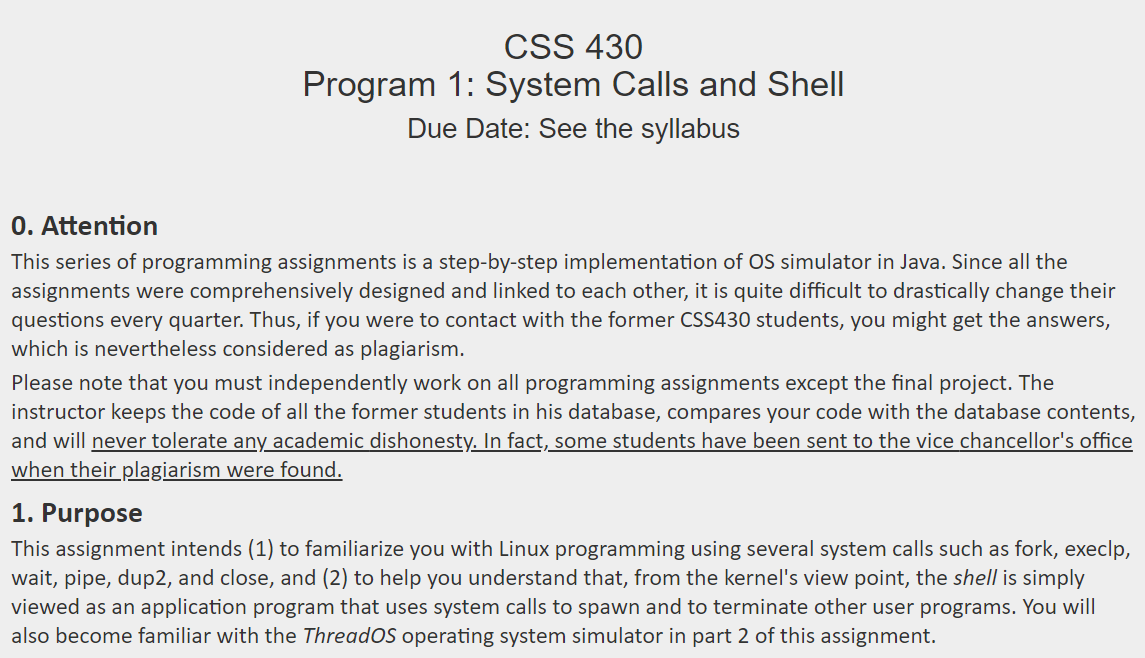 CSS 430
Program 1: System Calls and Shell
Due Date: See the syllabus
0. Attention
This series of programming assignments is a step-by-step implementation of OS simulator in Java. Since all the
assignments were comprehensively designed and linked to each other, it is quite difficult to drastically change their
questions every quarter. Thus, if you were to contact with the former CSS430 students, you might get the answers,
which is nevertheless considered as plagiarism.
Please note that you must independently work on all programming assignments except the final project. The
instructor keeps the code of all the former students in his database, compares your code with the database contents,
and will never tolerate any academic dishonesty. In fact, some students have been sent to the vice chancellor's office
when their plagiarism were found.
1. Purpose
This assignment intends (1) to familiarize you with Linux programming using several system calls such as fork, execlp,
wait, pipe, dup2, and close, and (2) to help you understand that, from the kernel's view point, the shell is simply
viewed as an application program that uses system calls to spawn and to terminate other user programs. You will
also become familiar with the ThreadOS operating system simulator in part 2 of this assignment.